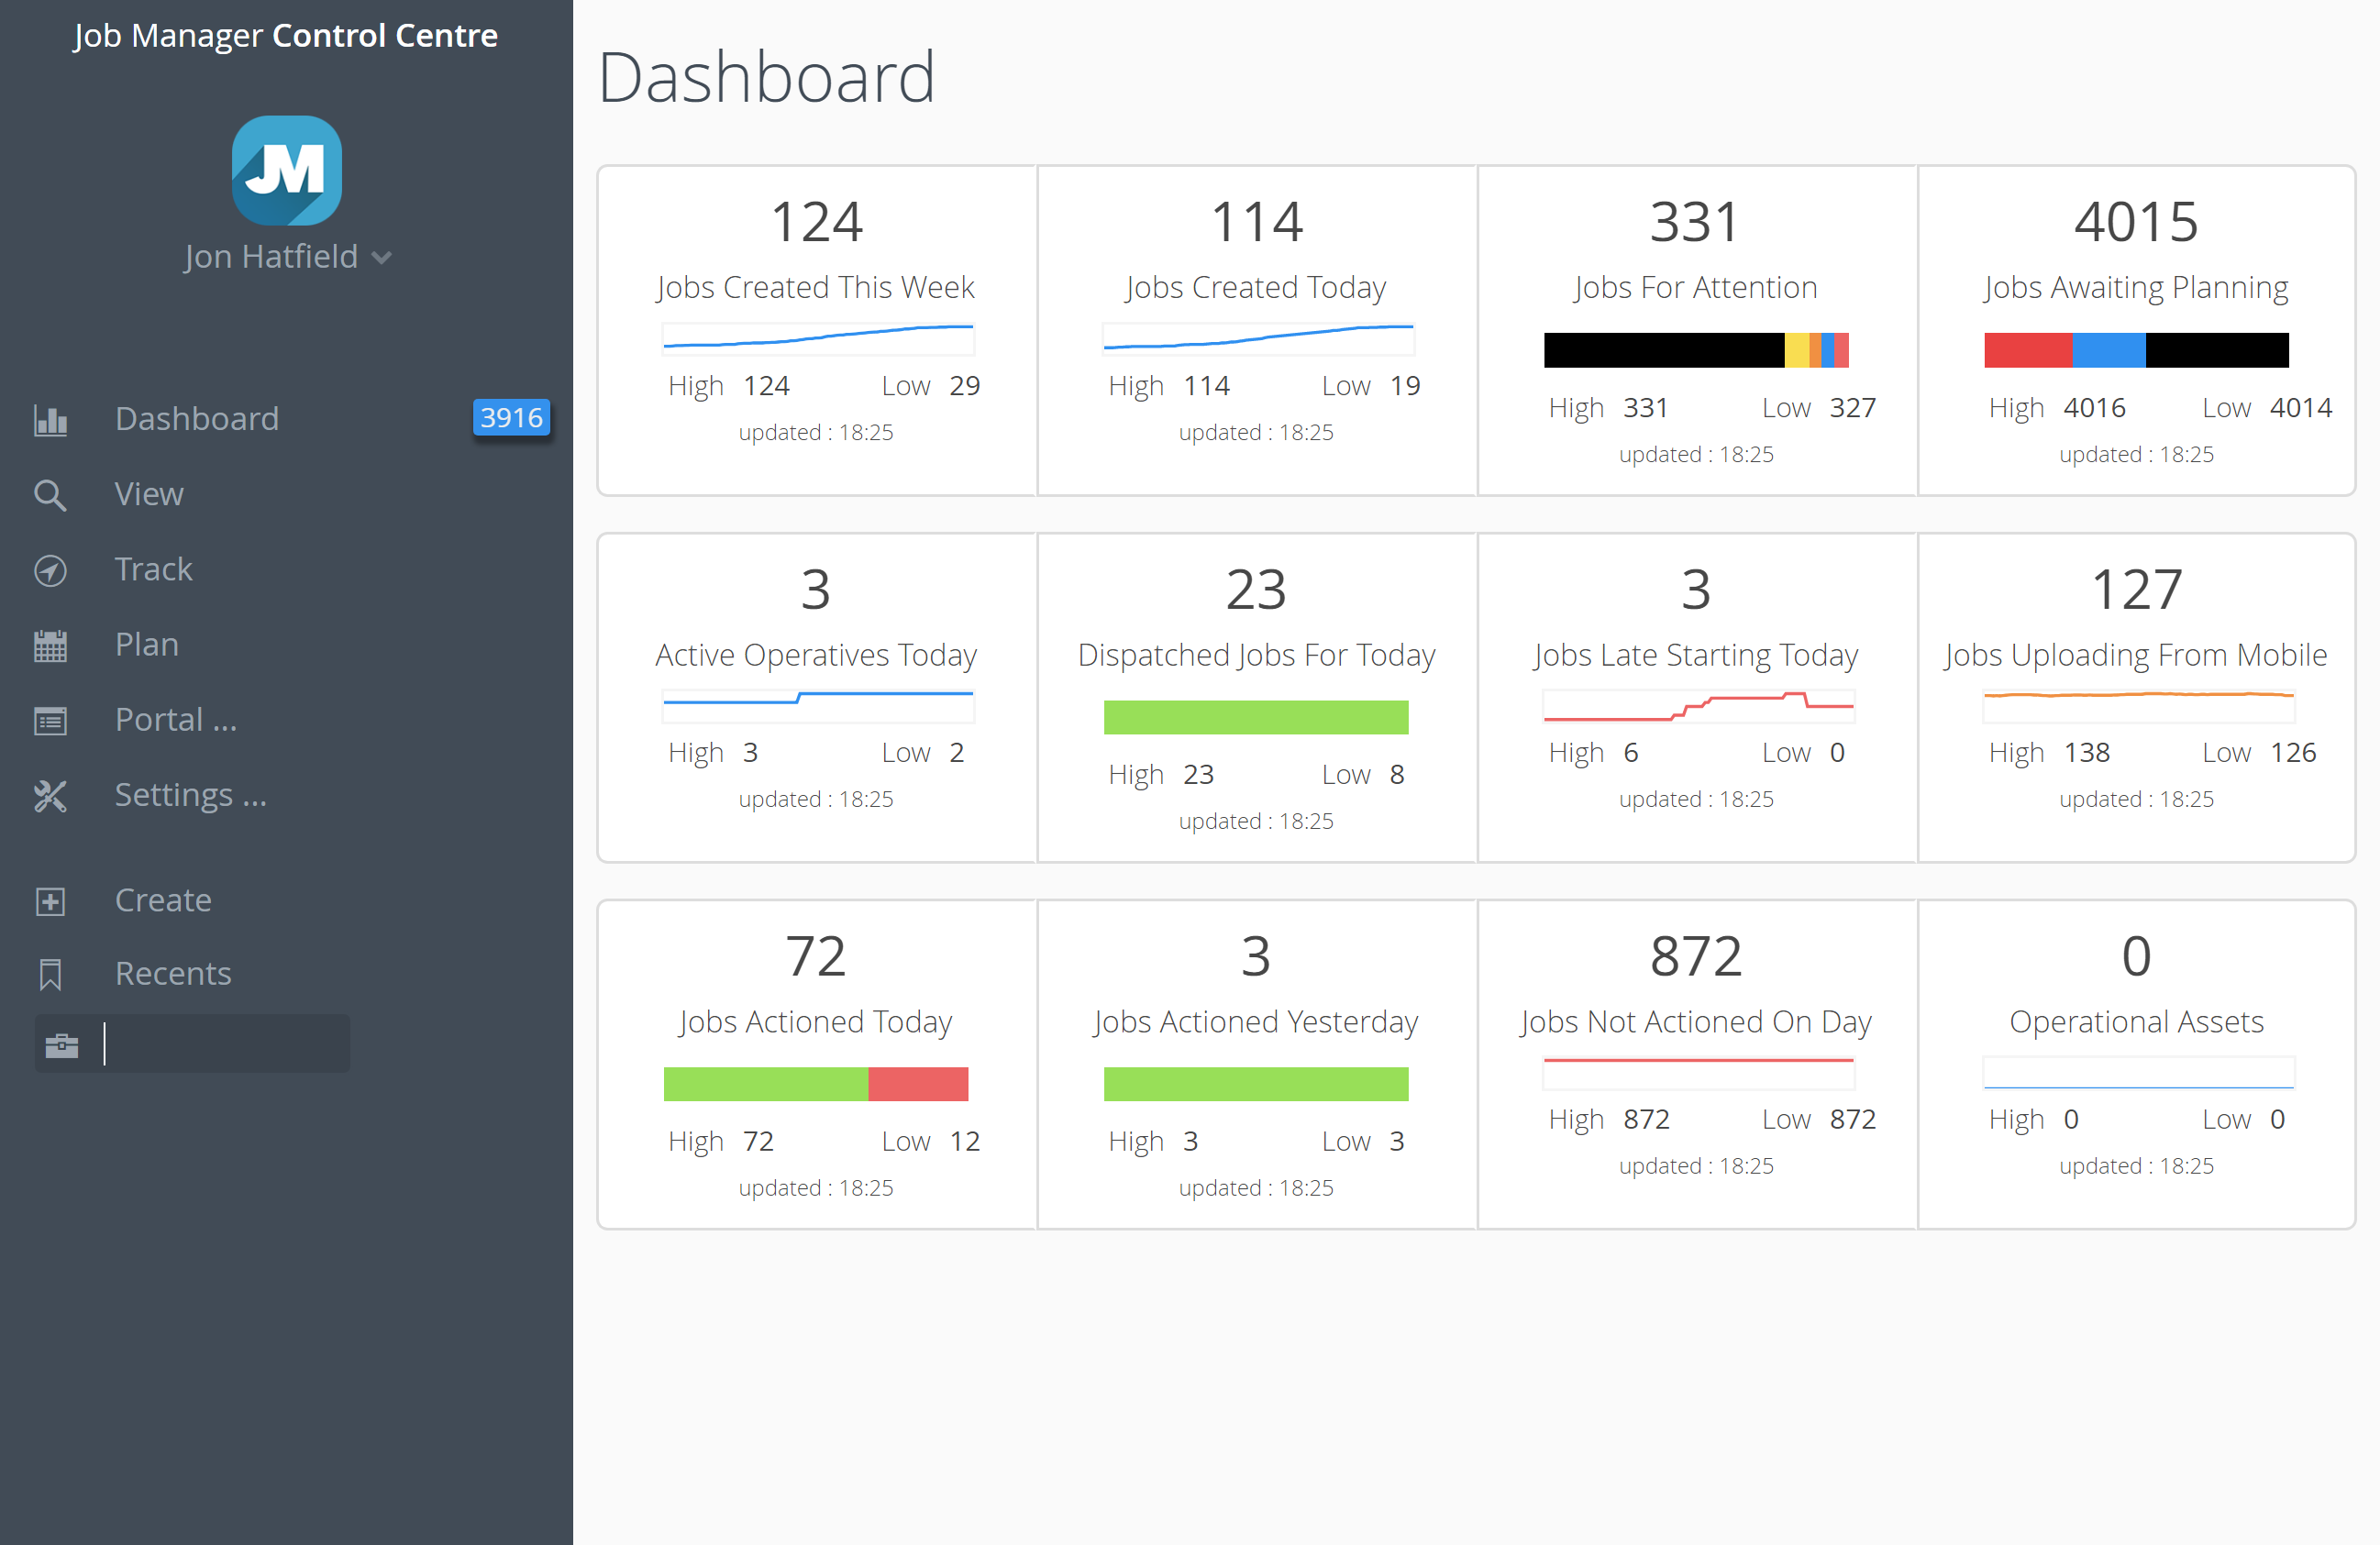 Job Manager Control Centre
JM
Jon Hatfield
Dashboard 3916
View
Track
Plan
Portal ...
Settings ...
Create
Recents
Dashboard
124
Jobs Created This Week
High 124 Low 29
updated : 18:25
114
Jobs Created Today
High 114 Low 19
updated : 18:25
331
Jobs For Attention
High 331 Low 327
updated : 18:25
4015
Jobs Awaiting Planning
High 4016 Low 4014
updated : 18:25
3
Active Operatives Today
High 3 Low 2
updated : 18:25
23
Dispatched Jobs For Today
High 23 Low 8
updated : 18:25
3
Jobs Late Starting Today
High 6 Low 0
updated : 18:25
127
Jobs Uploading From Mobile
High 138 Low 126
updated : 18:25
72
Jobs Actioned Today
High 72 Low 12
updated : 18:25
3
Jobs Actioned Yesterday
High 3 Low 3
updated : 18:25
872
Jobs Not Actioned On Day
High 872 Low 872
updated : 18:25
0
Operational Assets
High 0 Low 0
updated : 18:25